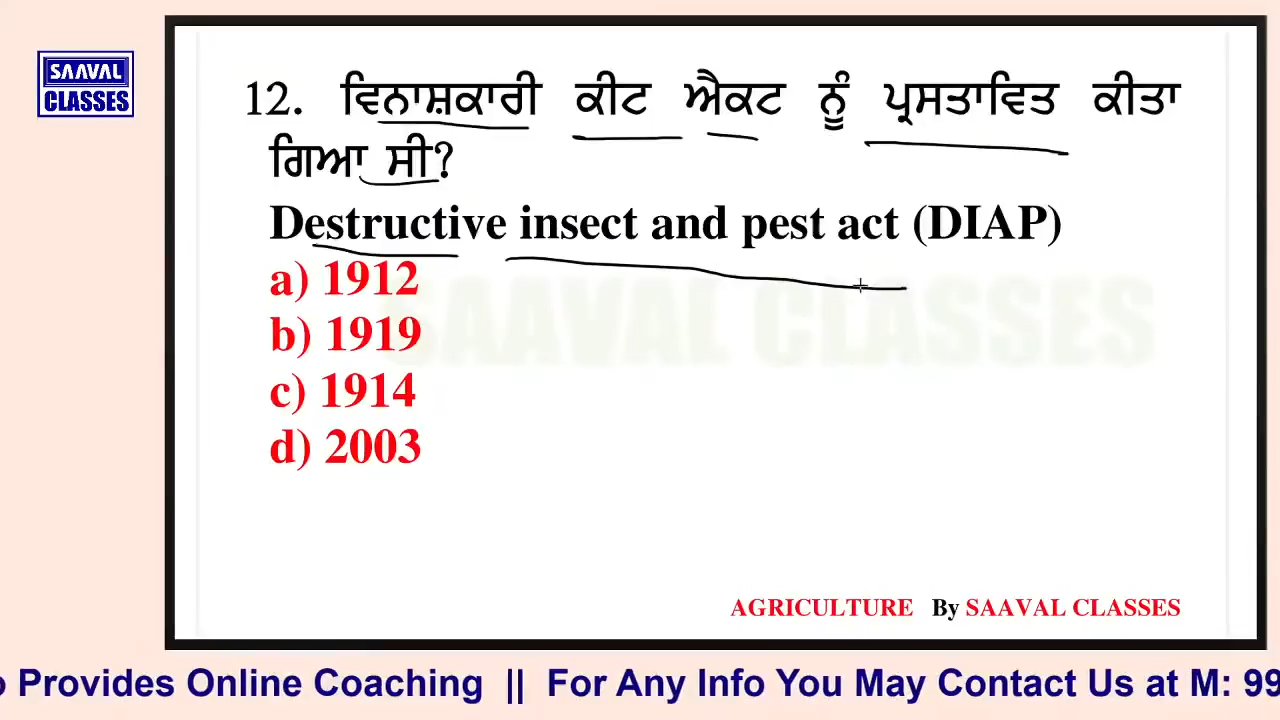 SAAVAL
CLASSES
12. ਵਿਨਾਸ਼ਕਾਰੀ ਕੀਟ ਐਕਟ ਨੂੰ ਪ੍ਰਸਤਾਵਿਤ ਕੀਤਾ
ਗਿਆ ਸੀ?
Destructive insect and pest act (DIAP)
a) 1912
b) 1919
c) 1914
d) 2003
SAAVAL CLASSES
AGRICULTURE By SAAVAL CLASSES
o Provides Online Coaching || For Any Info You May Contact Us at M: 99